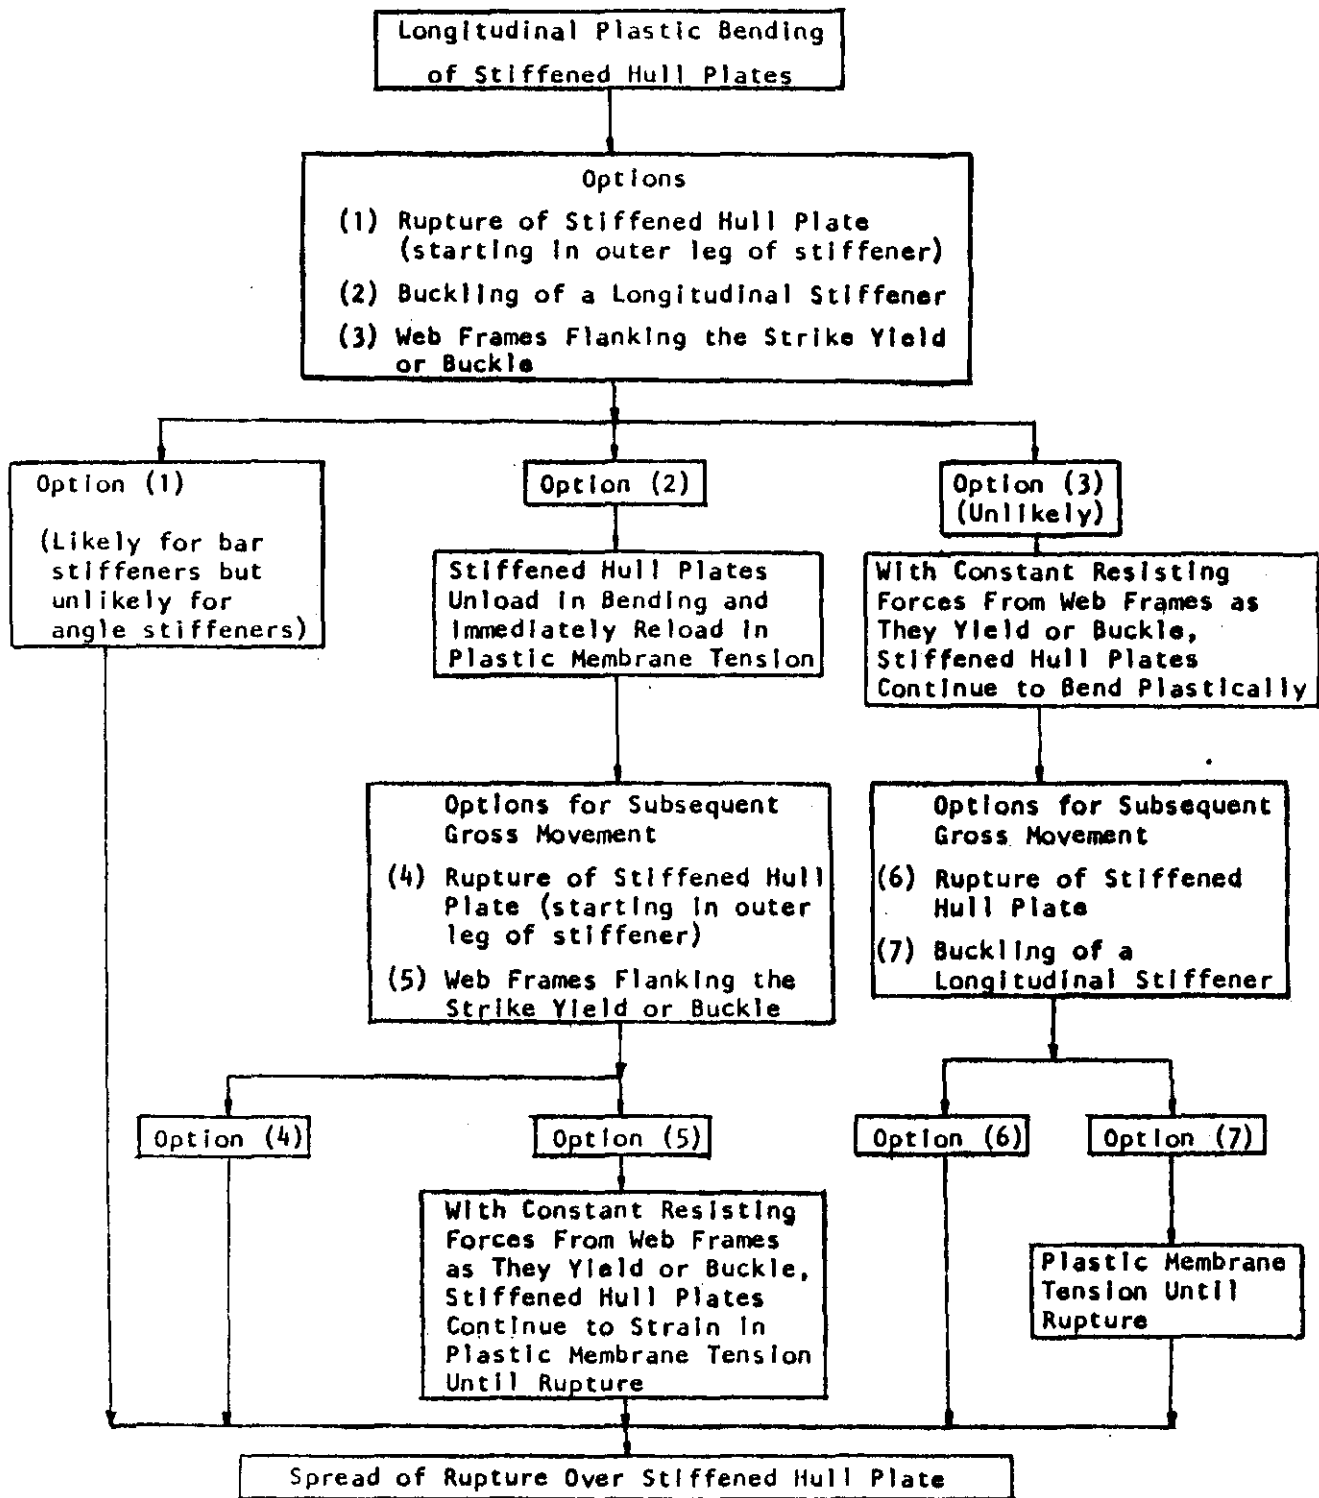 Longitudinal Plastic Bending
of Stiffened Hull Plates
Options
(1) Rupture of Stiffened Hull Plate
(starting in outer leg of stiffener)
(2) Buckling of a Longitudinal Stiffener
(3) Web Frames Flanking the Strike Yield
or Buckle
Option (1)
(Likely for bar
stiffeners but
unlikely for
angle stiffeners)
Option (2)
Option (3)
(Unlikely)
Stiffened Hull Plates
Unload in Bending and
Immediately Reload in
Plastic Membrane Tension
With Constant Resisting
Forces From Web Frames as
They Yield or Buckle,
Stiffened Hull Plates
Continue to Bend Plastically
Options for Subsequent
Gross Movement
(4) Rupture of Stiffened Hull
Plate (starting in outer
leg of stiffener)
(5) Web Frames Flanking the
Strike Yield or Buckle
Options for Subsequent
Gross Movement
(6) Rupture of Stiffened
Hull Plate
(7) Buckling of a
Longitudinal Stiffener
Option (4)
Option (5)
Option (6)
Option (7)
With Constant Resisting
Forces From Web Frames
as They Yield or Buckle,
Stiffened Hull Plates
Continue to Strain in
Plastic Membrane Tension
Until Rupture
Plastic Membrane
Tension Until
Rupture
Spread of Rupture Over Stiffened Hull Plate